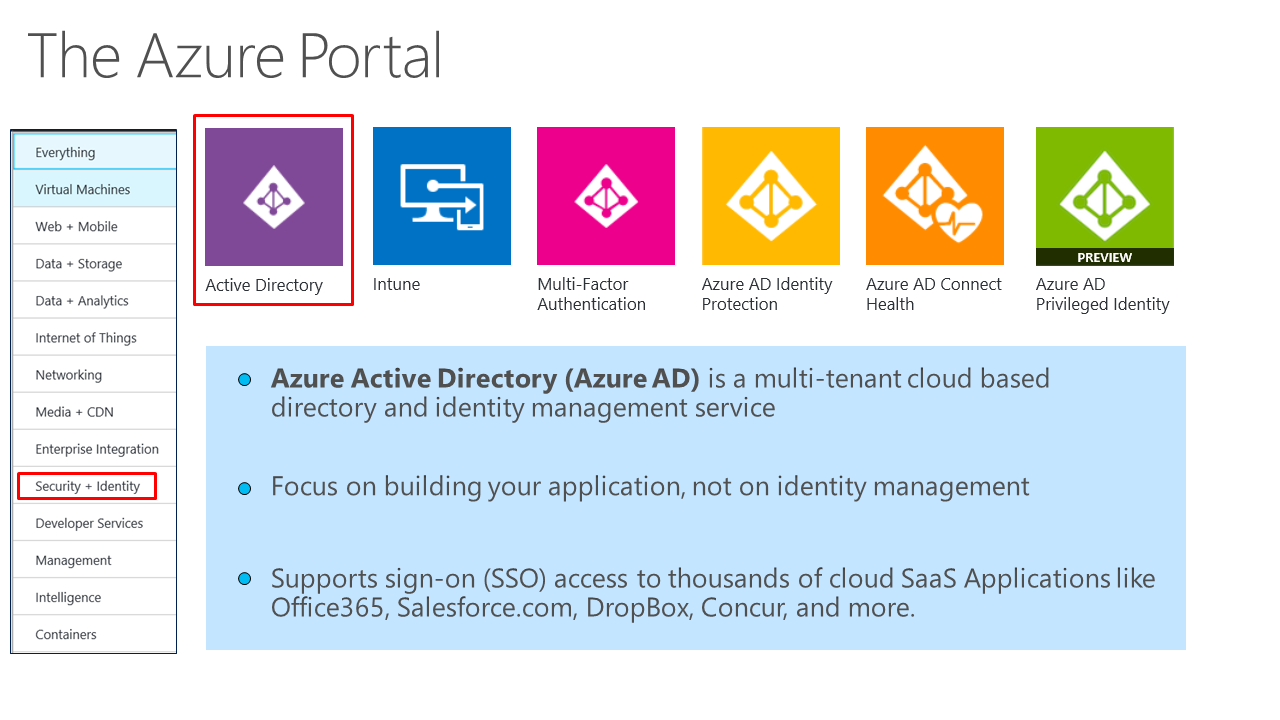 The Azure Portal
Everything
Virtual Machines
Web + Mobile
Data + Storage
Data + Analytics
Internet of Things
Networking
Media + CDN
Enterprise Integration
Security + Identity
Developer Services
Management
Intelligence
Containers
Active Directory
Intune
Multi-Factor
Authentication
Azure AD Identity
Protection
Azure AD Connect
Health
PREVIEW
Azure AD
Privileged Identity
Azure Active Directory (Azure AD) is a multi-tenant cloud based
directory and identity management service
Focus on building your application, not on identity management
Supports sign-on (SSO) access to thousands of cloud SaaS Applications like
Office365, Salesforce.com, DropBox, Concur, and more.